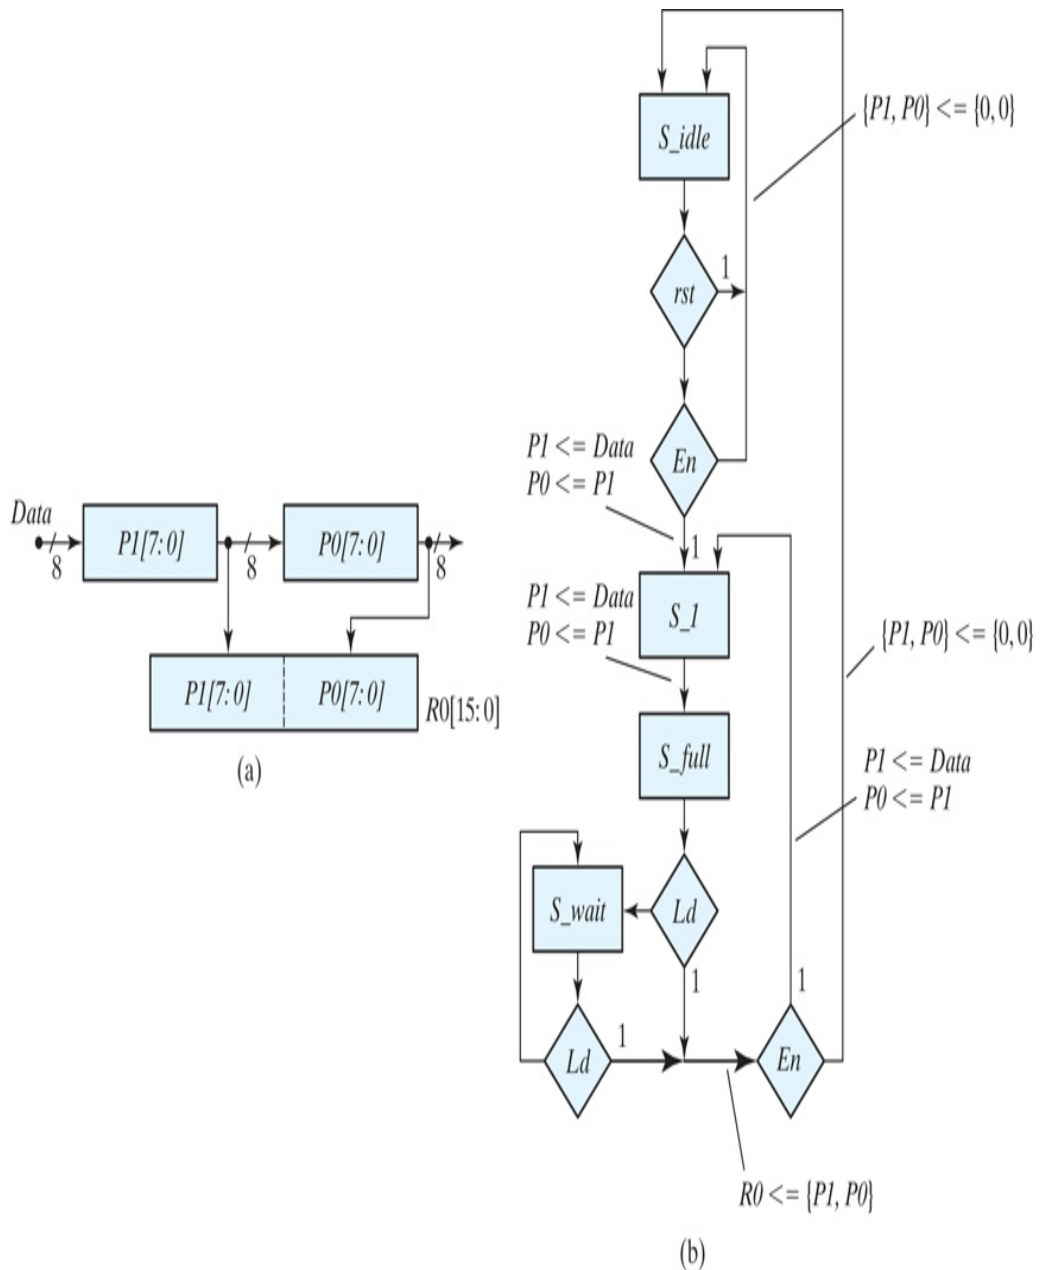 Data
8
P1[7:0]
8
P0[7:0]
8
P1[7:0]
P0[7:0]
R0[15:0]
(a)
S_idle
{P1, P0} <= {0, 0}
rst
1
En
P1 <= Data
P0 <= P1
1
S_1
P1 <= Data
P0 <= P1
S_full
{P1, P0} <= {0, 0}
P1 <= Data
P0 <= P1
S_wait
Ld
1
1
Ld
1
En
R0 <= {P1, P0}
(b)